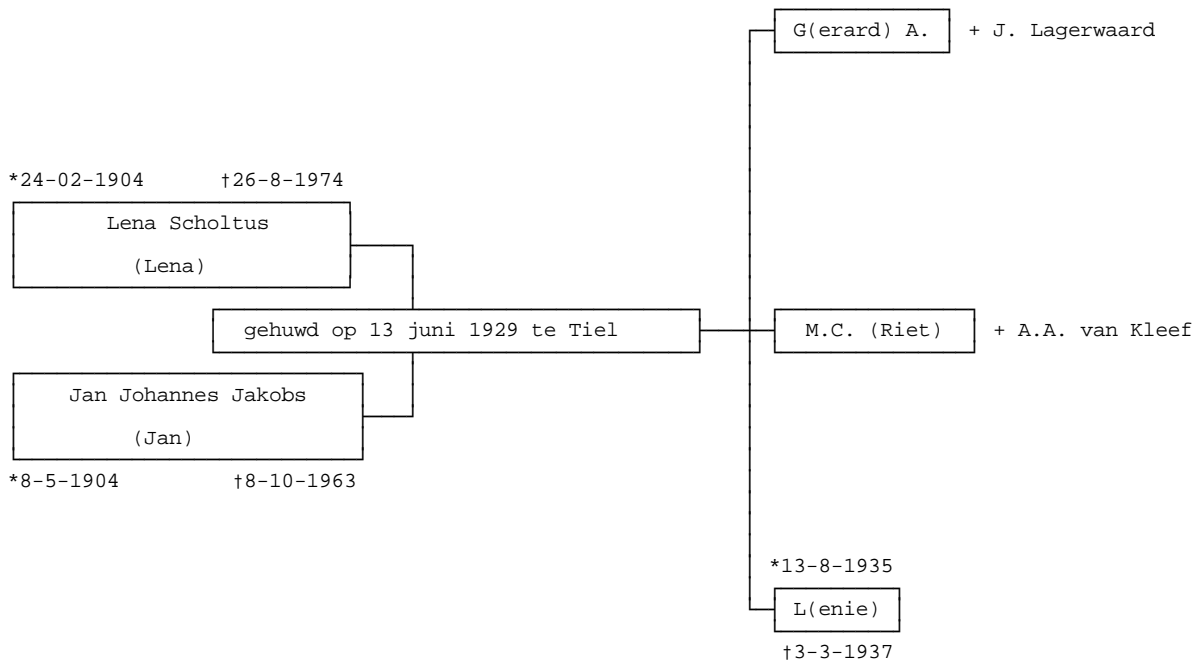 G(erard) A. + J. Lagerwaard
*24-02-1904 †26-8-1974
Lena Scholtus
(Lena)
gehuwd op 13 juni 1929 te Tiel
M.C. (Riet) + A.A. van Kleef
Jan Johannes Jakobs
(Jan)
*8-5-1904 †8-10-1963
*13-8-1935
L(enie)
†3-3-1937